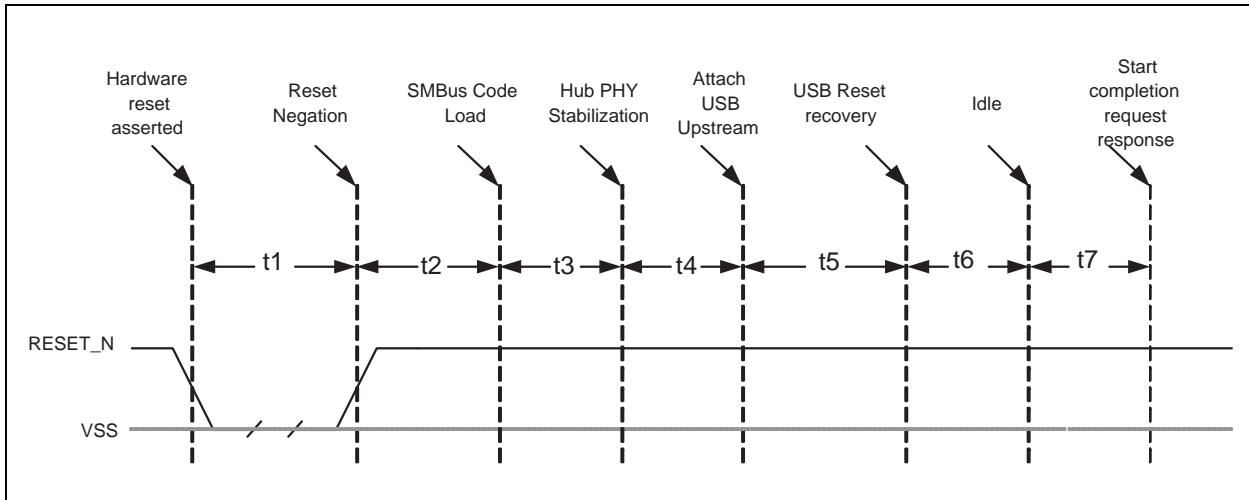 Hardware
reset
asserted
Reset
Negation
SMBus Code
Load
Hub PHY
Stabilization
Attach
USB
Upstream
USB Reset
recovery
Idle
Start
completion
request
response
t1
t2
t3
t4
t5
t6
t7
RESET_N
VSS